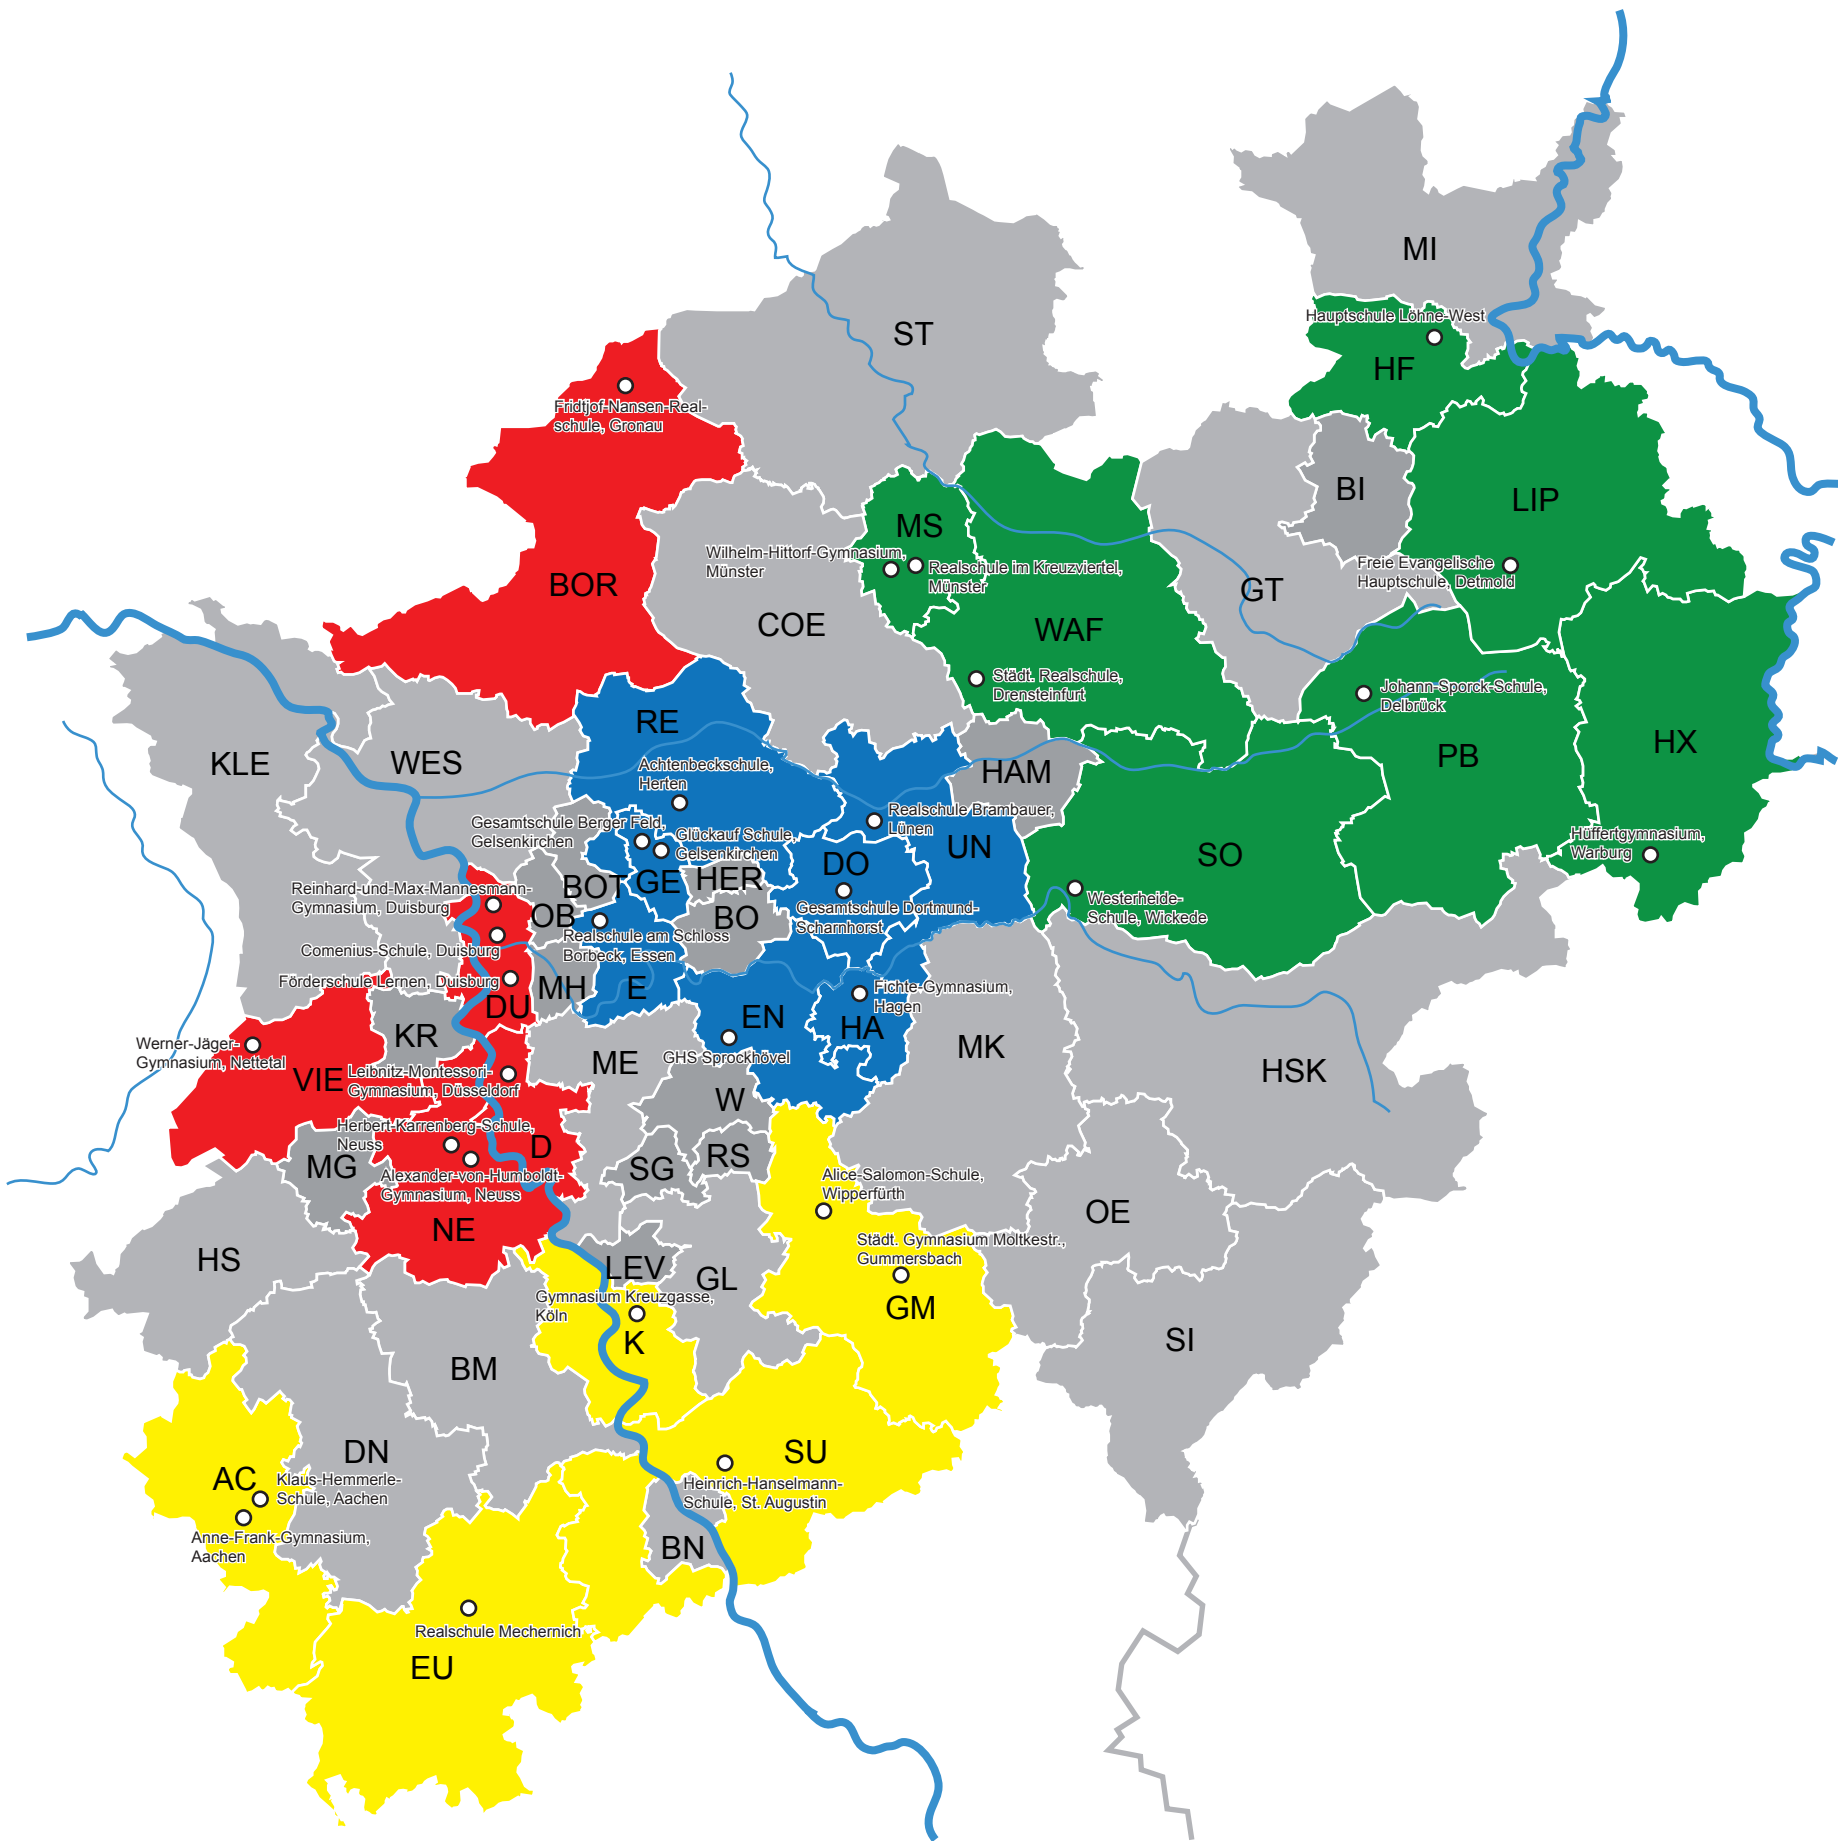 MI
Hauptschule Löhne-West
HF
ST
Fridtjof-Nansen-Real-
schule, Gronau
BI
LIP
MS
Wilhelm-Hittorf-Gymnasium,
Münster
Realschule im Kreuzviertel,
Münster
Freie Evangelische
Hauptschule, Detmold
BOR
GT
COE
WAF
Städt. Realschule,
Drensteinfurt
Johann-Sporck-Schule,
Delbrück
RE
HX
PB
KLE
WES
Achtenbeckschule,
Herten
HAM
Realschule Brambauer,
Lünen
Gesamtschule Berger Feld,
Gelsenkirchen
Glückauf Schule,
Gelsenkirchen
Hüffertgymnasium,
Warburg
UN
SO
DO
BOT
GE
HER
Reinhard-und-Max-Mannesmann-
Gymnasium, Duisburg
OB
BO
Gesamtschule Dortmund-
Scharnhorst
Westerheide-
Schule, Wickede
Realschule am Schloss
Borbeck, Essen
Comenius-Schule, Duisburg
Förderschule Lernen, Duisburg
MH
E
DU
Fichte-Gymnasium,
Hagen
EN
HA
KR
Werner-Jäger-
Gymnasium, Nettetal
GHS Sprockhövel
MK
ME
HSK
VIE
Leibnitz-Montessori-
Gymnasium, Düsseldorf
W
Herbert-Karrenberg-Schule,
Neuss
D
MG
SG
RS
Alexander-von-Humboldt-
Gymnasium, Neuss
Alice-Salomon-Schule,
Wipperfürth
OE
NE
Städt. Gymnasium Moltkestr.,
Gummersbach
HS
LEV
GL
Gymnasium Kreuzgasse,
Köln
GM
K
SI
BM
DN
SU
AC
Klaus-Hemmerle-
Schule, Aachen
Heinrich-Hanselmann-
Schule, St. Augustin
Anne-Frank-Gymnasium,
Aachen
BN
Realschule Mechernich
EU